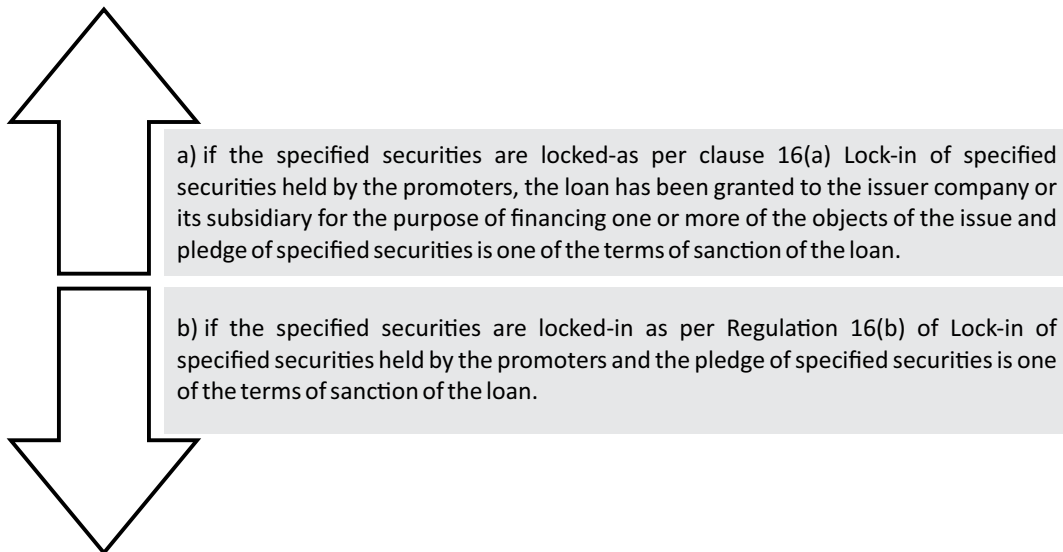 a) if the specified securities are locked-as per clause 16(a) Lock-in of specified
securities held by the promoters, the loan has been granted to the issuer company or
its subsidiary for the purpose of financing one or more of the objects of the issue and
pledge of specified securities is one of the terms of sanction of the loan.
b) if the specified securities are locked-in as per Regulation 16(b) of Lock-in of
specified securities held by the promoters and the pledge of specified securities is one
of the terms of sanction of the loan.